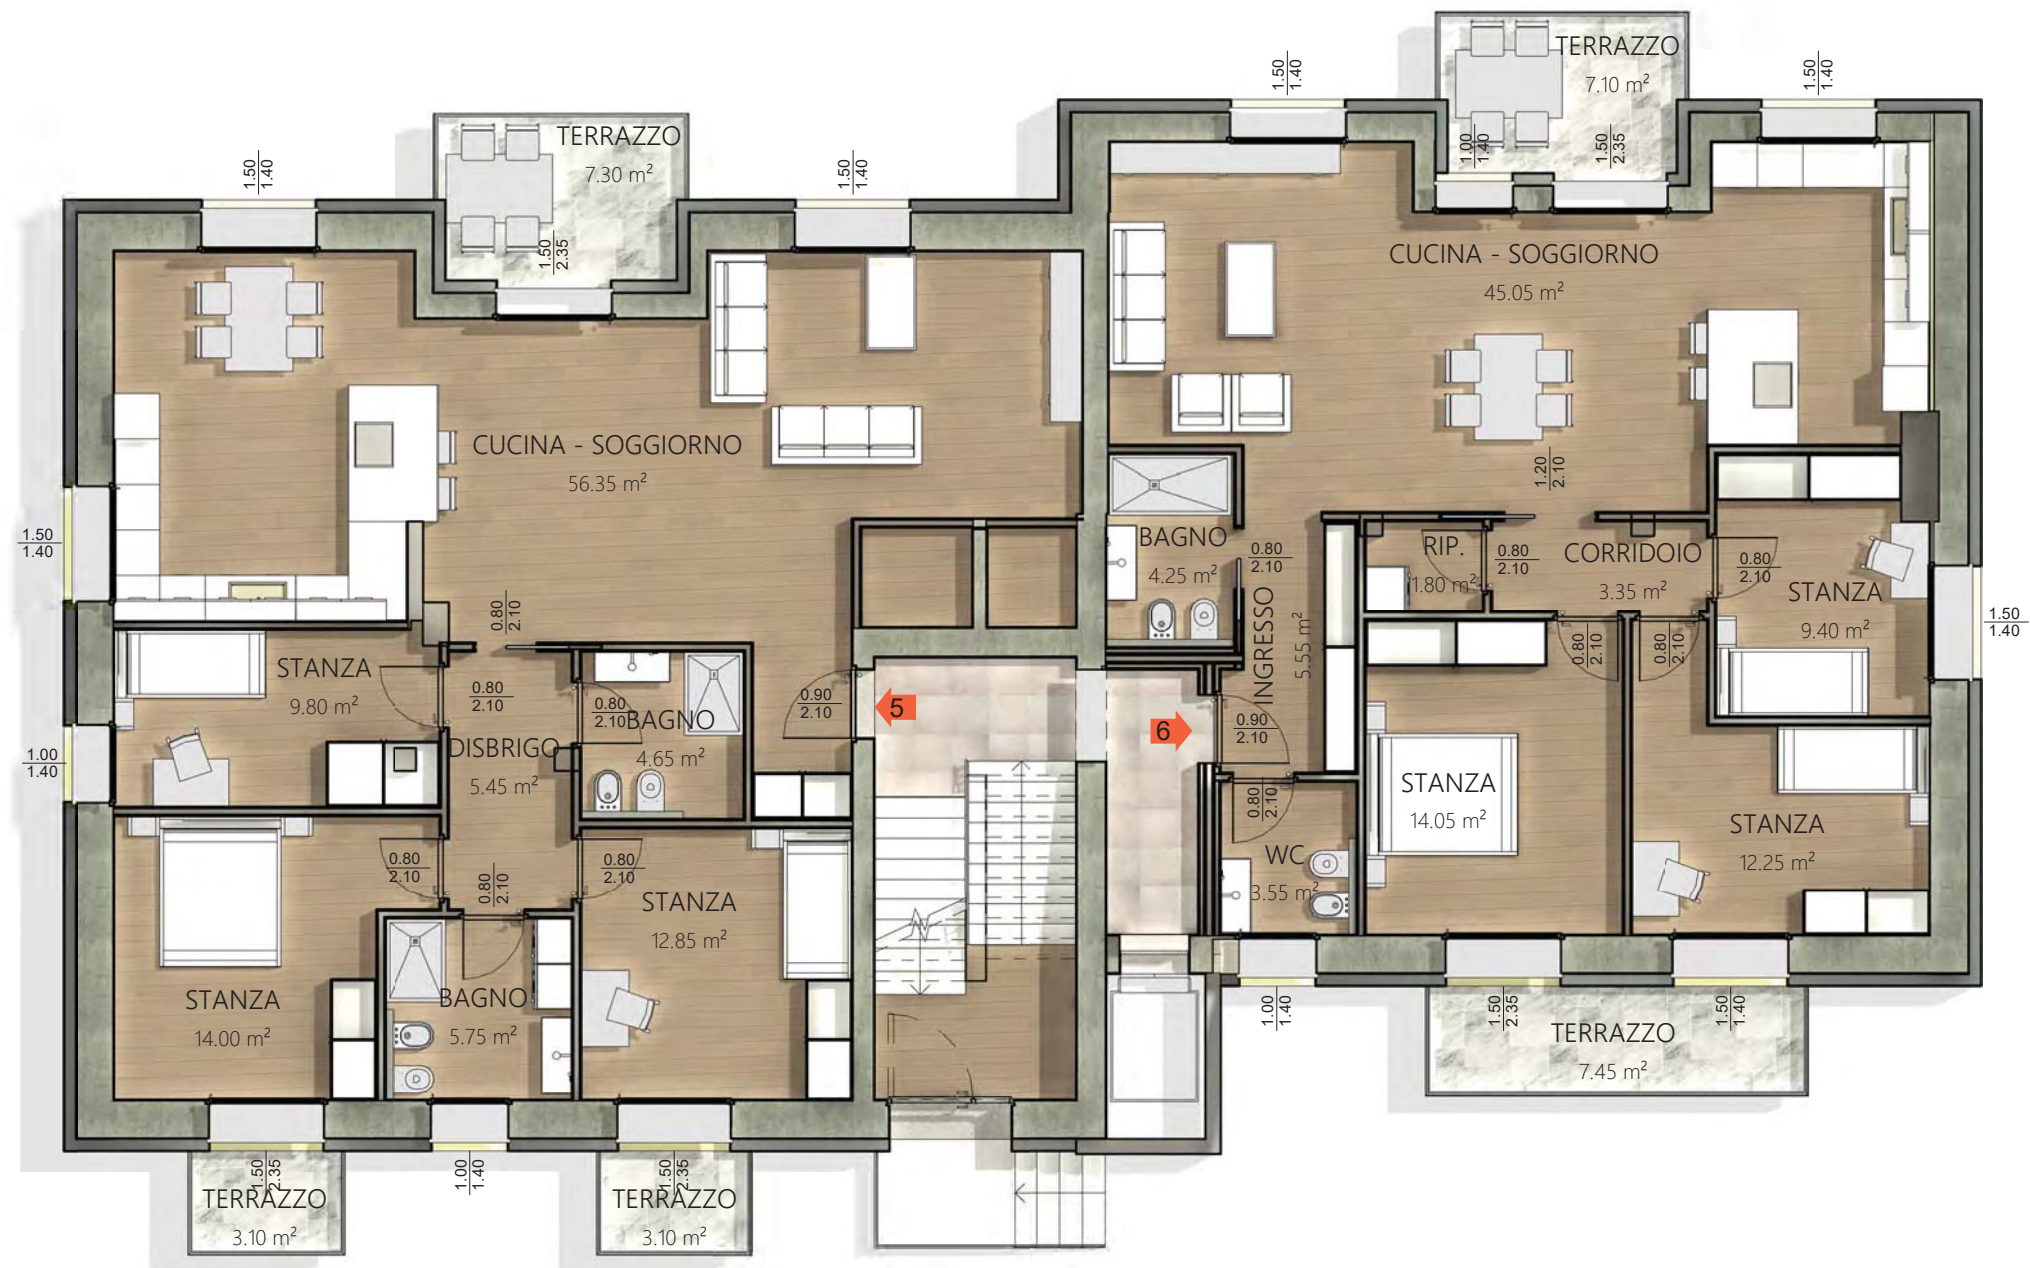 TERRAZZO
7.10 m²
1.50
1.40
1.50
1.40
1.00
1.40
1.50
2.35
TERRAZZO
7.30 m²
1.50
1.40
1.50
2.35
1.50
1.40
CUCINA - SOGGIORNO
45.05 m²
CUCINA - SOGGIORNO
56.35 m²
1.20
2.10
1.50
1.40
BAGNO
4.25 m²
0.80
2.10
RIP.
1.80 m²
0.80
2.10
CORRIDOIO
3.35 m²
0.80
2.10
STANZA
9.40 m²
1.50
1.40
0.80
2.10
INGRESSO
5.55 m²
0.80
2.10
0.80
2.10
STANZA
9.80 m²
0.80
2.10
0.80
2.10
BAGNO
4.65 m²
0.90
2.10
5
6
0.90
2.10
DISBRIGO
5.45 m²
1.00
1.40
0.80
2.10
STANZA
14.05 m²
STANZA
12.25 m²
WC
3.55 m²
0.80
2.10
0.80
2.10
0.80
2.10
STANZA
12.85 m²
STANZA
14.00 m²
BAGNO
5.75 m²
1.00
1.40
1.50
2.35
1.50
1.40
TERRAZZO
7.45 m²
1.50
2.35
TERRAZZO
3.10 m²
1.00
1.40
1.50
2.35
TERRAZZO
3.10 m²